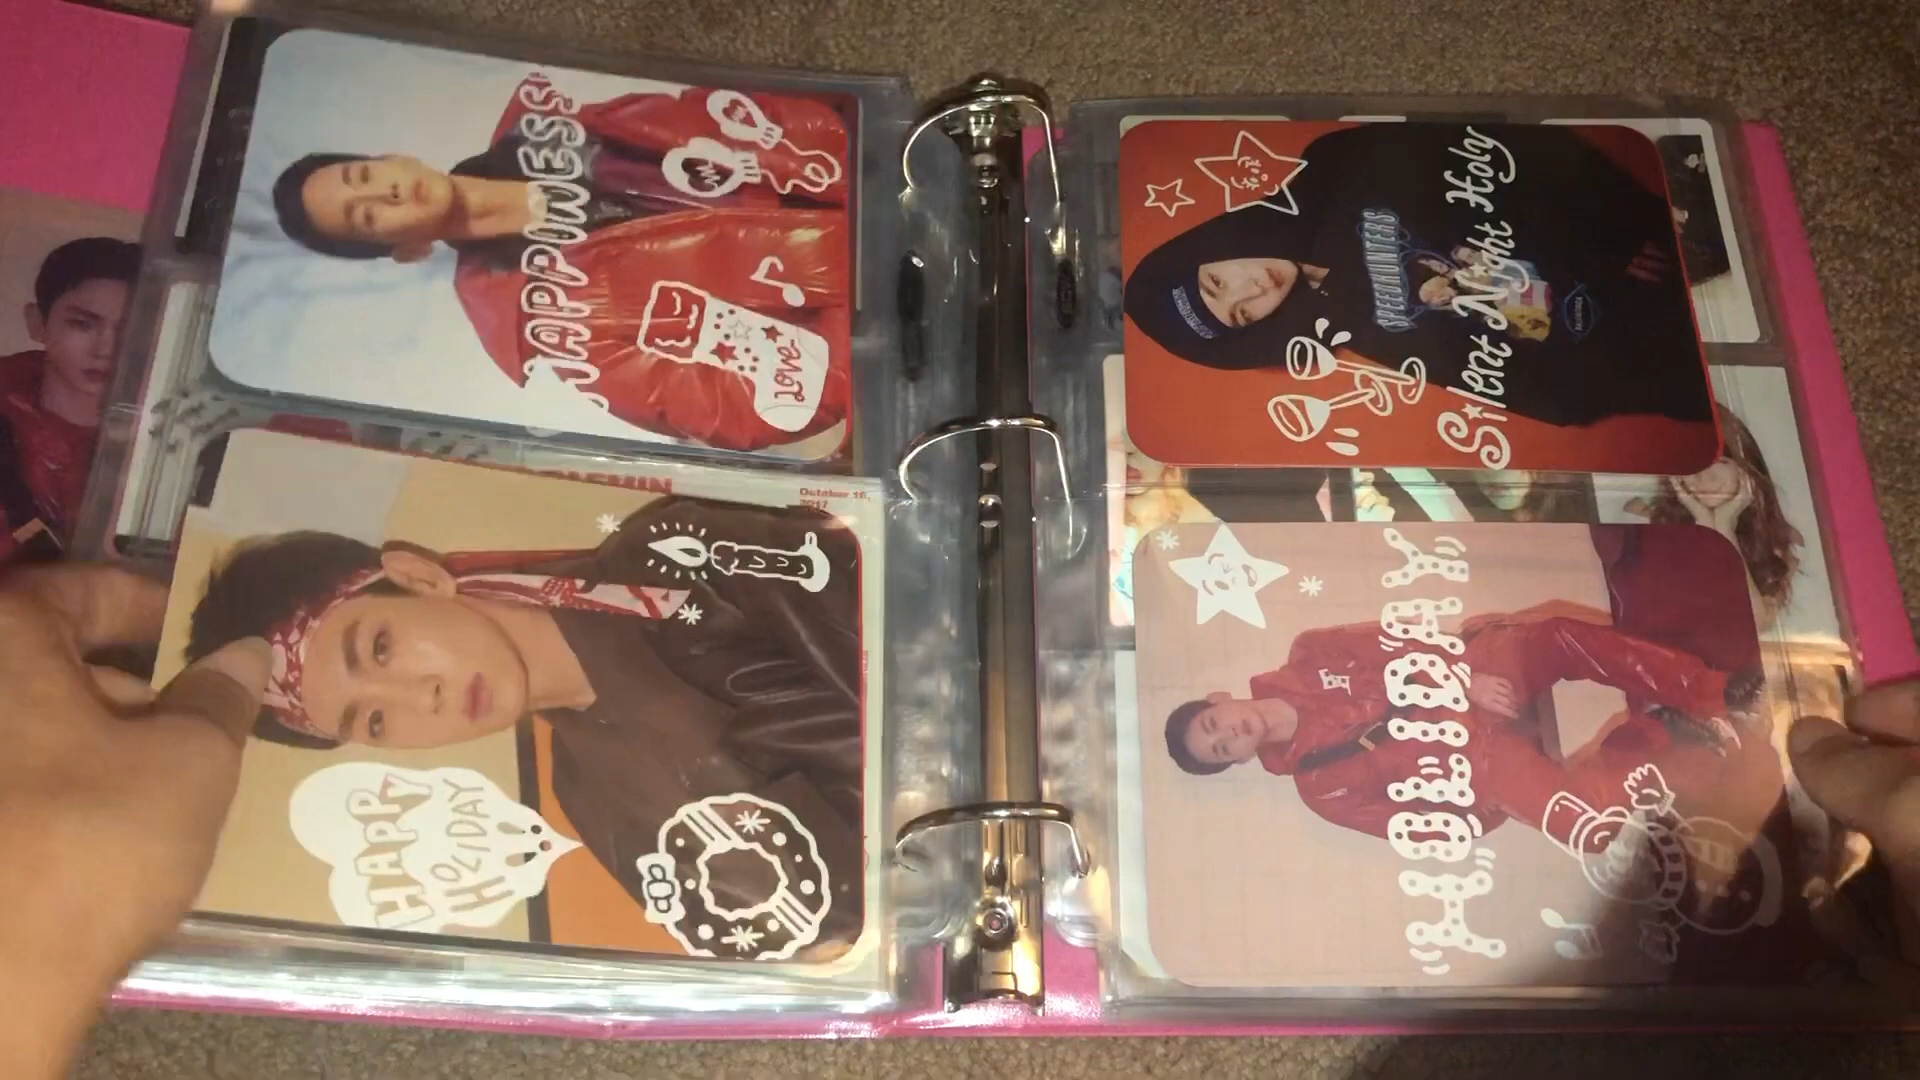 HAPPINESS
Love
October 16,
2017
HAPPY
HOLIDAY
SPEEDHUNTERS
Silent Night Holy
"HOLIDAY"